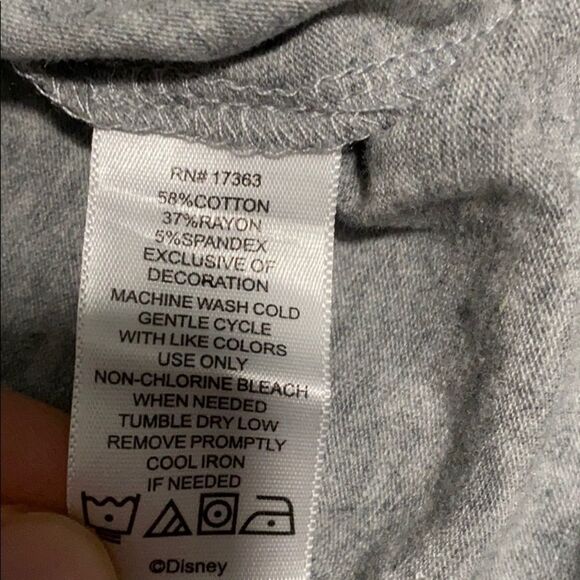 RN# 17363
58%COTTON
37%RAYON
5%SPANDEX
EXCLUSIVE OF
DECORATION
MACHINE WASH COLD
GENTLE CYCLE
WITH LIKE COLORS
USE ONLY
NON-CHLORINE BLEACH
WHEN NEEDED
TUMBLE DRY LOW
REMOVE PROMPTLY
COOL IRON
IF NEEDED
©Disney